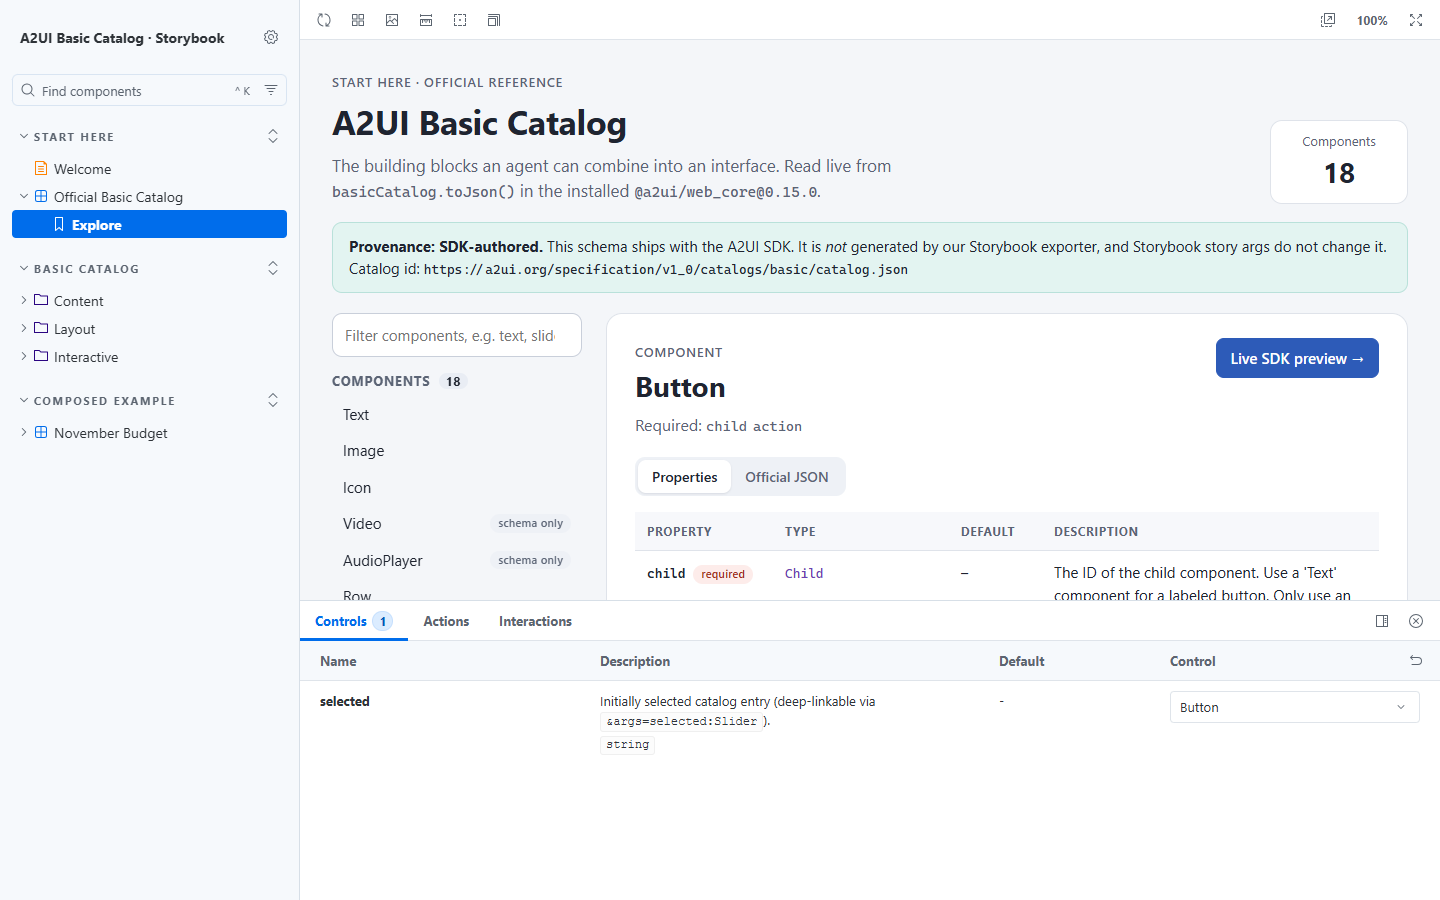 A2UI Basic Catalog · Storybook
Find components
^ K
START HERE
Welcome
Official Basic Catalog
Explore
BASIC CATALOG
Content
Layout
Interactive
COMPOSED EXAMPLE
November Budget
100%
START HERE · OFFICIAL REFERENCE
A2UI Basic Catalog
The building blocks an agent can combine into an interface. Read live from
basicCatalog.toJson() in the installed @a2ui/web_core@0.15.0.
Components
18
Provenance: SDK-authored. This schema ships with the A2UI SDK. It is not generated by our Storybook exporter, and Storybook story args do not change it.
Catalog id: https://a2ui.org/specification/v1_0/catalogs/basic/catalog.json
Filter components, e.g. text, slid
COMPONENTS 18
Text
Image
Icon
Video schema only
AudioPlayer schema only
Row
COMPONENT
Button
Live SDK preview →
Required: child action
Properties Official JSON
PROPERTY TYPE DEFAULT DESCRIPTION
child required Child – The ID of the child component. Use a 'Text'
component for a labeled button. Only use an
Controls 1 Actions Interactions
Name Description Default Control
selected Initially selected catalog entry (deep-linkable via - Button
&args=selected:Slider ).
string